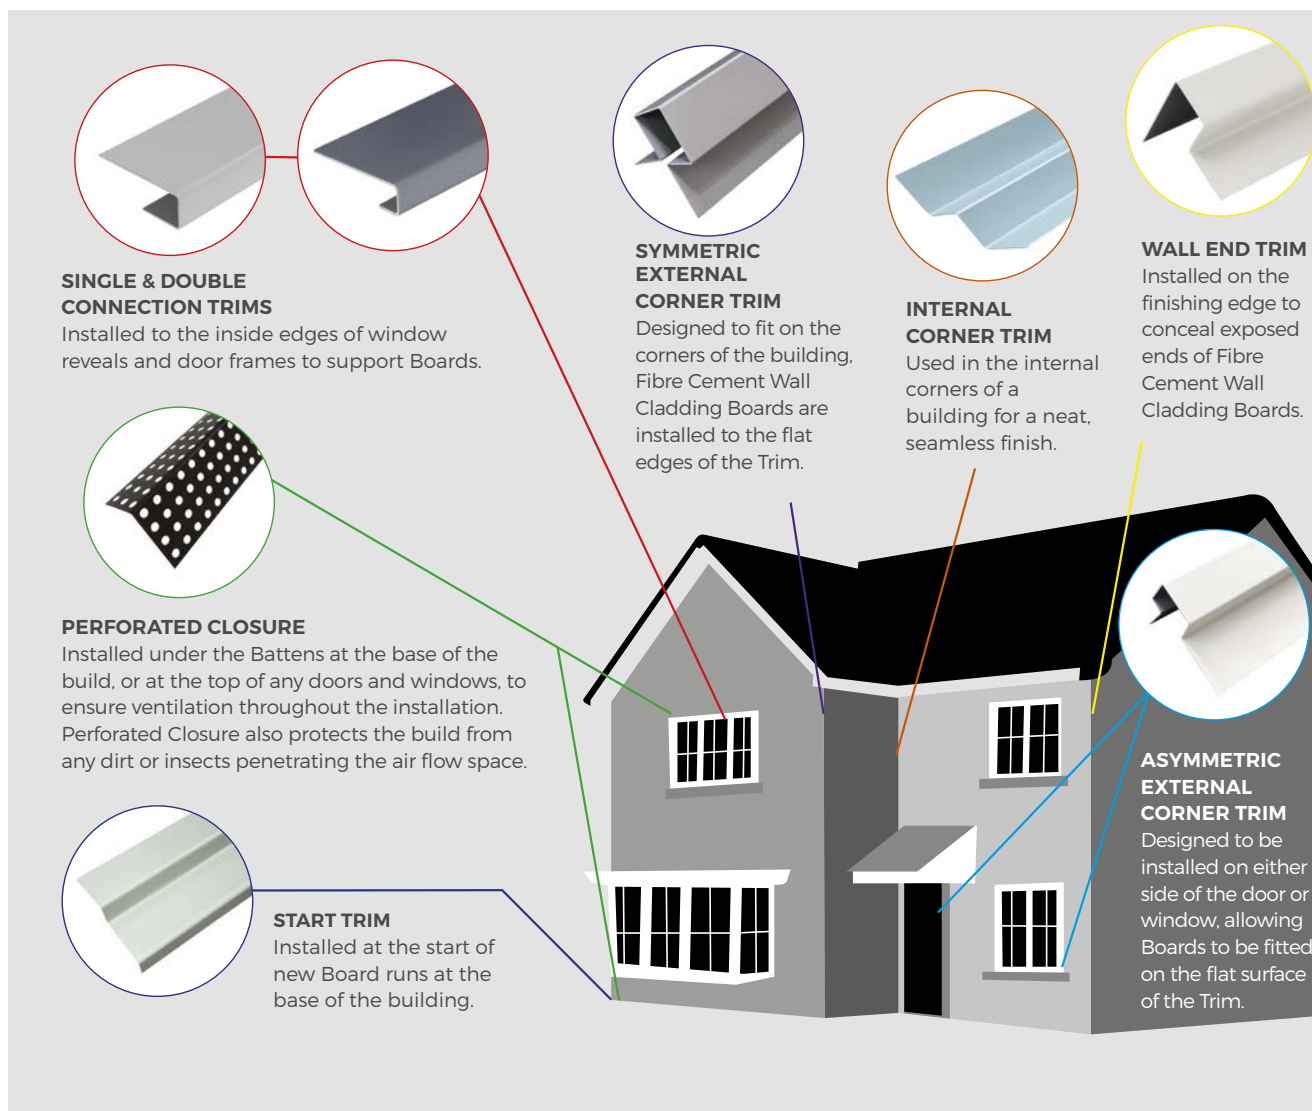 SINGLE & DOUBLE
CONNECTION TRIMS
Installed to the inside edges of window
reveals and door frames to support Boards.
SYMMETRIC
EXTERNAL
CORNER TRIM
Designed to fit on the
corners of the building,
Fibre Cement Wall
Cladding Boards are
installed to the flat
edges of the Trim.
INTERNAL
CORNER TRIM
Used in the internal
corners of a
building for a neat,
seamless finish.
WALL END TRIM
Installed on the
finishing edge to
conceal exposed
ends of Fibre
Cement Wall
Cladding Boards.
PERFORATED CLOSURE
Installed under the Battens at the base of the
build, or at the top of any doors and windows, to
ensure ventilation throughout the installation.
Perforated Closure also protects the build from
any dirt or insects penetrating the air flow space.
START TRIM
Installed at the start of
new Board runs at the
base of the building.
ASYMMETRIC
EXTERNAL
CORNER TRIM
Designed to be
installed on either
side of the door or
window, allowing
Boards to be fitted
on the flat surface
of the Trim.